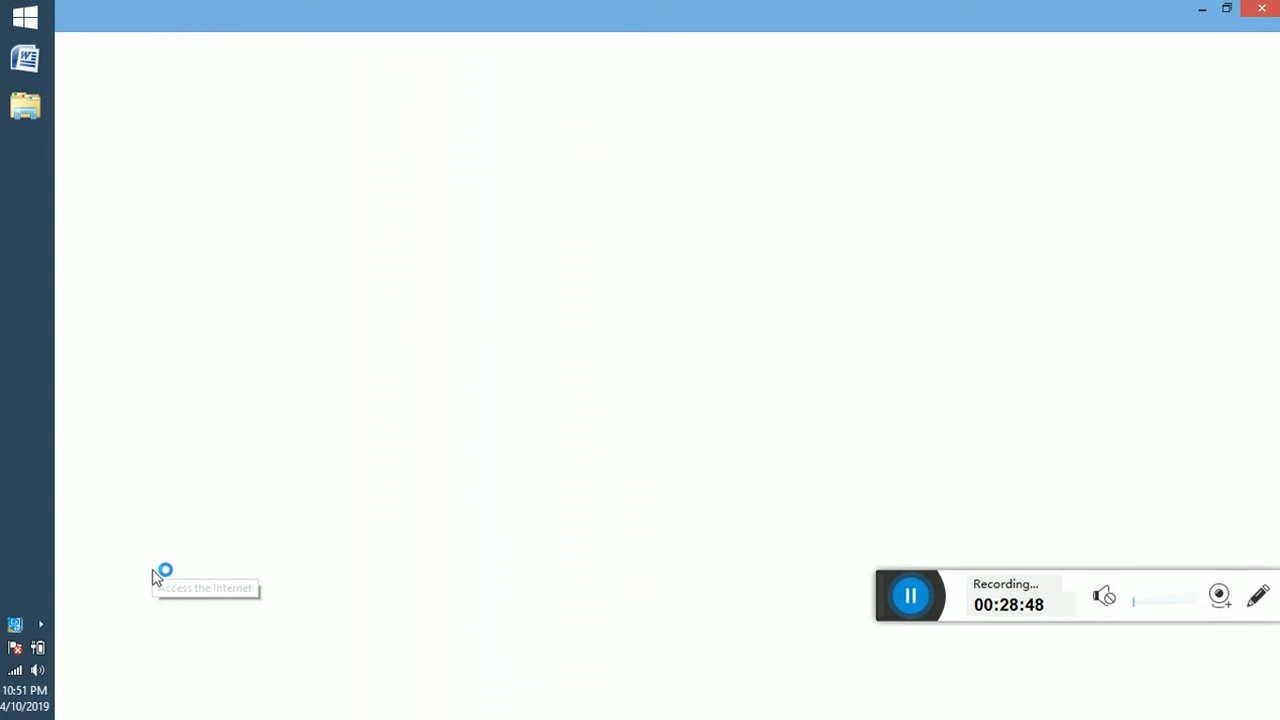 Access the Internet
Recording...
00:28:48
10:51 PM
4/10/2019